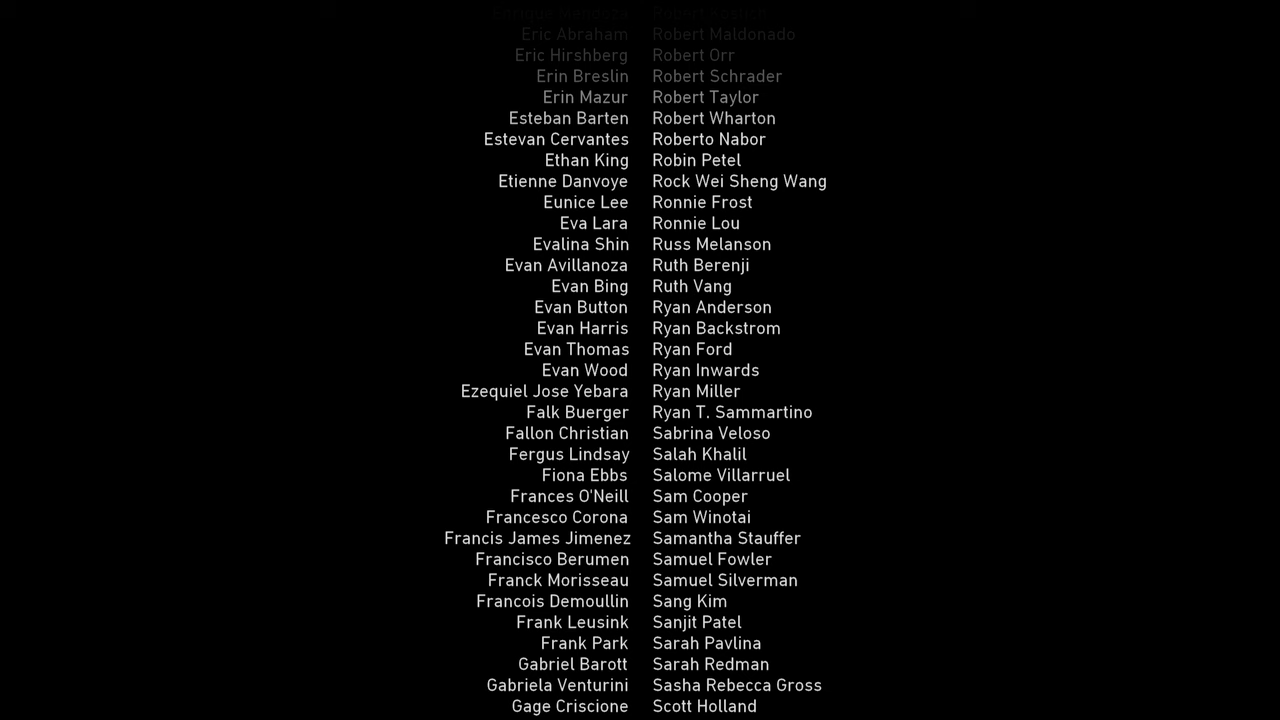 Enrique Mendoza Robert
Eric Abraham Robert Maldonado
Eric Hirshberg Robert Orr
Erin Breslin Robert Schrader
Erin Mazur Robert Taylor
Esteban Barten Robert Wharton
Estevan Cervantes Roberto Nabor
Ethan King Robin Petel
Etienne Danvoye Rock Wei Sheng Wang
Eunice Lee Ronnie Frost
Eva Lara Ronnie Lou
Evalina Shin Russ Melanson
Evan Avillanoza Ruth Berenji
Evan Bing Ruth Vang
Evan Button Ryan Anderson
Evan Harris Ryan Backstrom
Evan Thomas Ryan Ford
Evan Wood Ryan Inwards
Ezequiel Jose Yebara Ryan Miller
Falk Buerger Ryan T. Sammartino
Fallon Christian Sabrina Veloso
Fergus Lindsay Salah Khalil
Fiona Ebbs Salome Villarruel
Frances O'Neill Sam Cooper
Francesco Corona Sam Winotai
Francis James Jimenez Samantha Stauffer
Francisco Berumen Samuel Fowler
Franck Morisseau Samuel Silverman
Francois Demoullin Sang Kim
Frank Leusink Sanjit Patel
Frank Park Sarah Pavlina
Gabriel Barott Sarah Redman
Gabriela Venturini Sasha Rebecca Gross
Gage Criscione Scott Holland